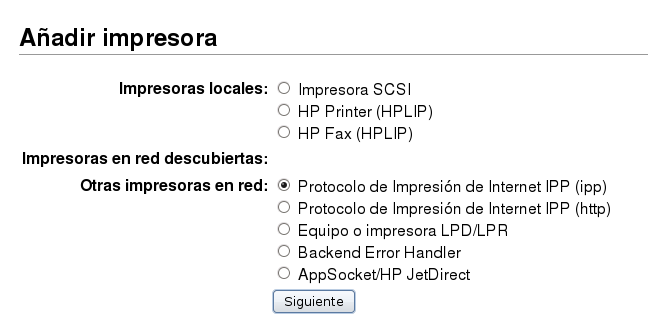 Añadir impresora
Impresoras locales: Impresora SCSI
HP Printer (HPLIP)
HP Fax (HPLIP)
Impresoras en red descubiertas:
Otras impresoras en red: Protocolo de Impresión de Internet IPP (ipp)
Protocolo de Impresión de Internet IPP (http)
Equipo o impresora LPD/LPR
Backend Error Handler
AppSocket/HP JetDirect
Siguiente